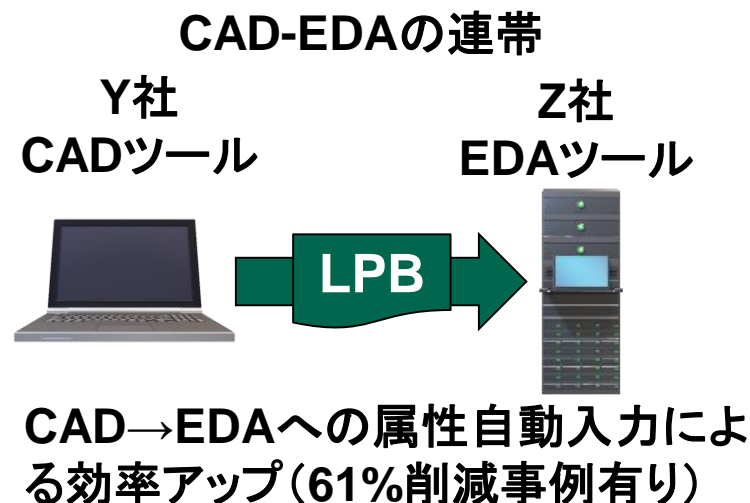 CAD-EDAの連帯
Y社
CADツール
Z社
EDAツール
LPB
CAD→EDAへの属性自動入力によ
る効率アップ（61%削減事例有り）